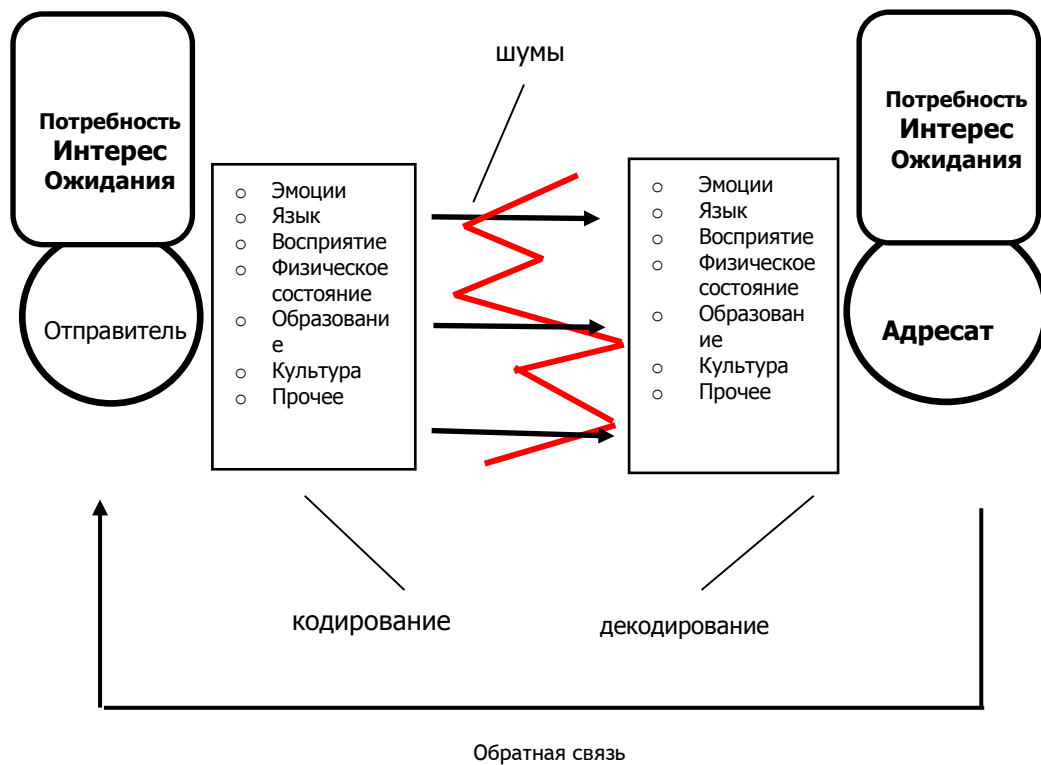 шумы
Потребность
Интерес
Ожидания
Отправитель
○ Эмоции
○ Язык
○ Восприятие
○ Физическое
состояние
○ Образовани
е
○ Культура
○ Прочее
○ Эмоции
○ Язык
○ Восприятие
○ Физическое
состояние
○ Образован
ие
○ Культура
○ Прочее
Потребность
Интерес
Ожидания
Адресат
кодирование
декодирование
Обратная связь